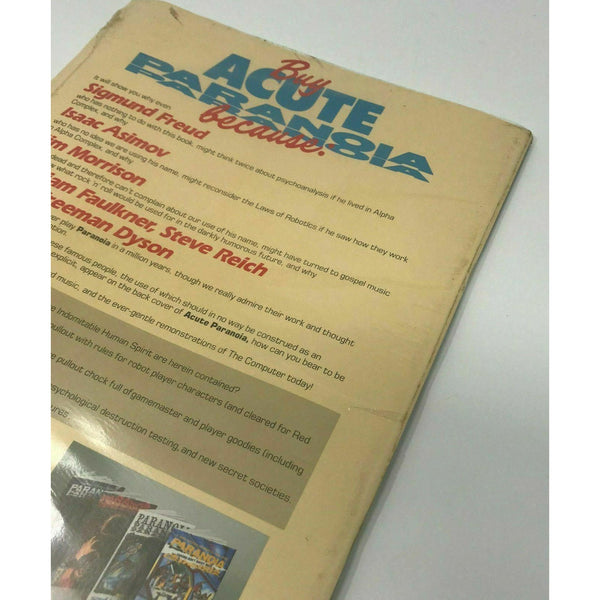 Buy
ACUTE
PARANOIA
because:
It will show you why even
Sigmund Freud
who has nothing to do with this book, might think twice about psychoanalysis if he lived in Alpha
Complex, and why
Isaac Asimov
who has no idea we are using his name, might reconsider the Laws of Robotics if he saw how they work
in Alpha Complex, and why
Morrison
dead and therefore can't complain about our use of his name, might have turned to gospel music
what rock 'n' roll would be used for in the darkly humorous future, and why
Faulkner, Steve Reich
Dyson
play Paranoia in a million years, though we really admire their work and thought
these famous people, the use of which should in no way be construed as an
explicit, appear on the back cover of Acute Paranoia, how can you bear to be
music, and the ever-gentle remonstrations of The Computer today!
Indomitable Human Spirit are herein contained?
pullout with rules for robot player characters (and cleared for Red
pullout chock full of gamemaster and player goodies (including
psychological destruction testing, and new secret societies.
PARANOIA
PARANOIA